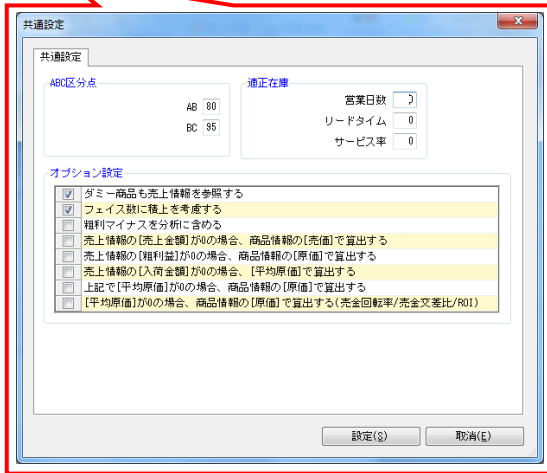 共通設定
共通設定
ABC区分点
AB 80
BC 95
適正在庫
営業日数
リードタイム 0
サービス率 0
オプション設定
ダミー商品も売上情報を参照する
フェイス数に積上を考慮する
粗利マイナスを分析に含める
売上情報の[売上金額]が0の場合、商品情報の[売価]で算出する
売上情報の[粗利益]が0の場合、商品情報の[原価]で算出する
売上情報の[入荷金額]が0の場合、[平均原価]で算出する
上記で[平均原価]が0の場合、商品情報の[原価]で算出する
[平均原価]が0の場合、商品情報の[原価]で算出する(売金回転率/売金交差比/ROI)
設定(S)
取消(E)